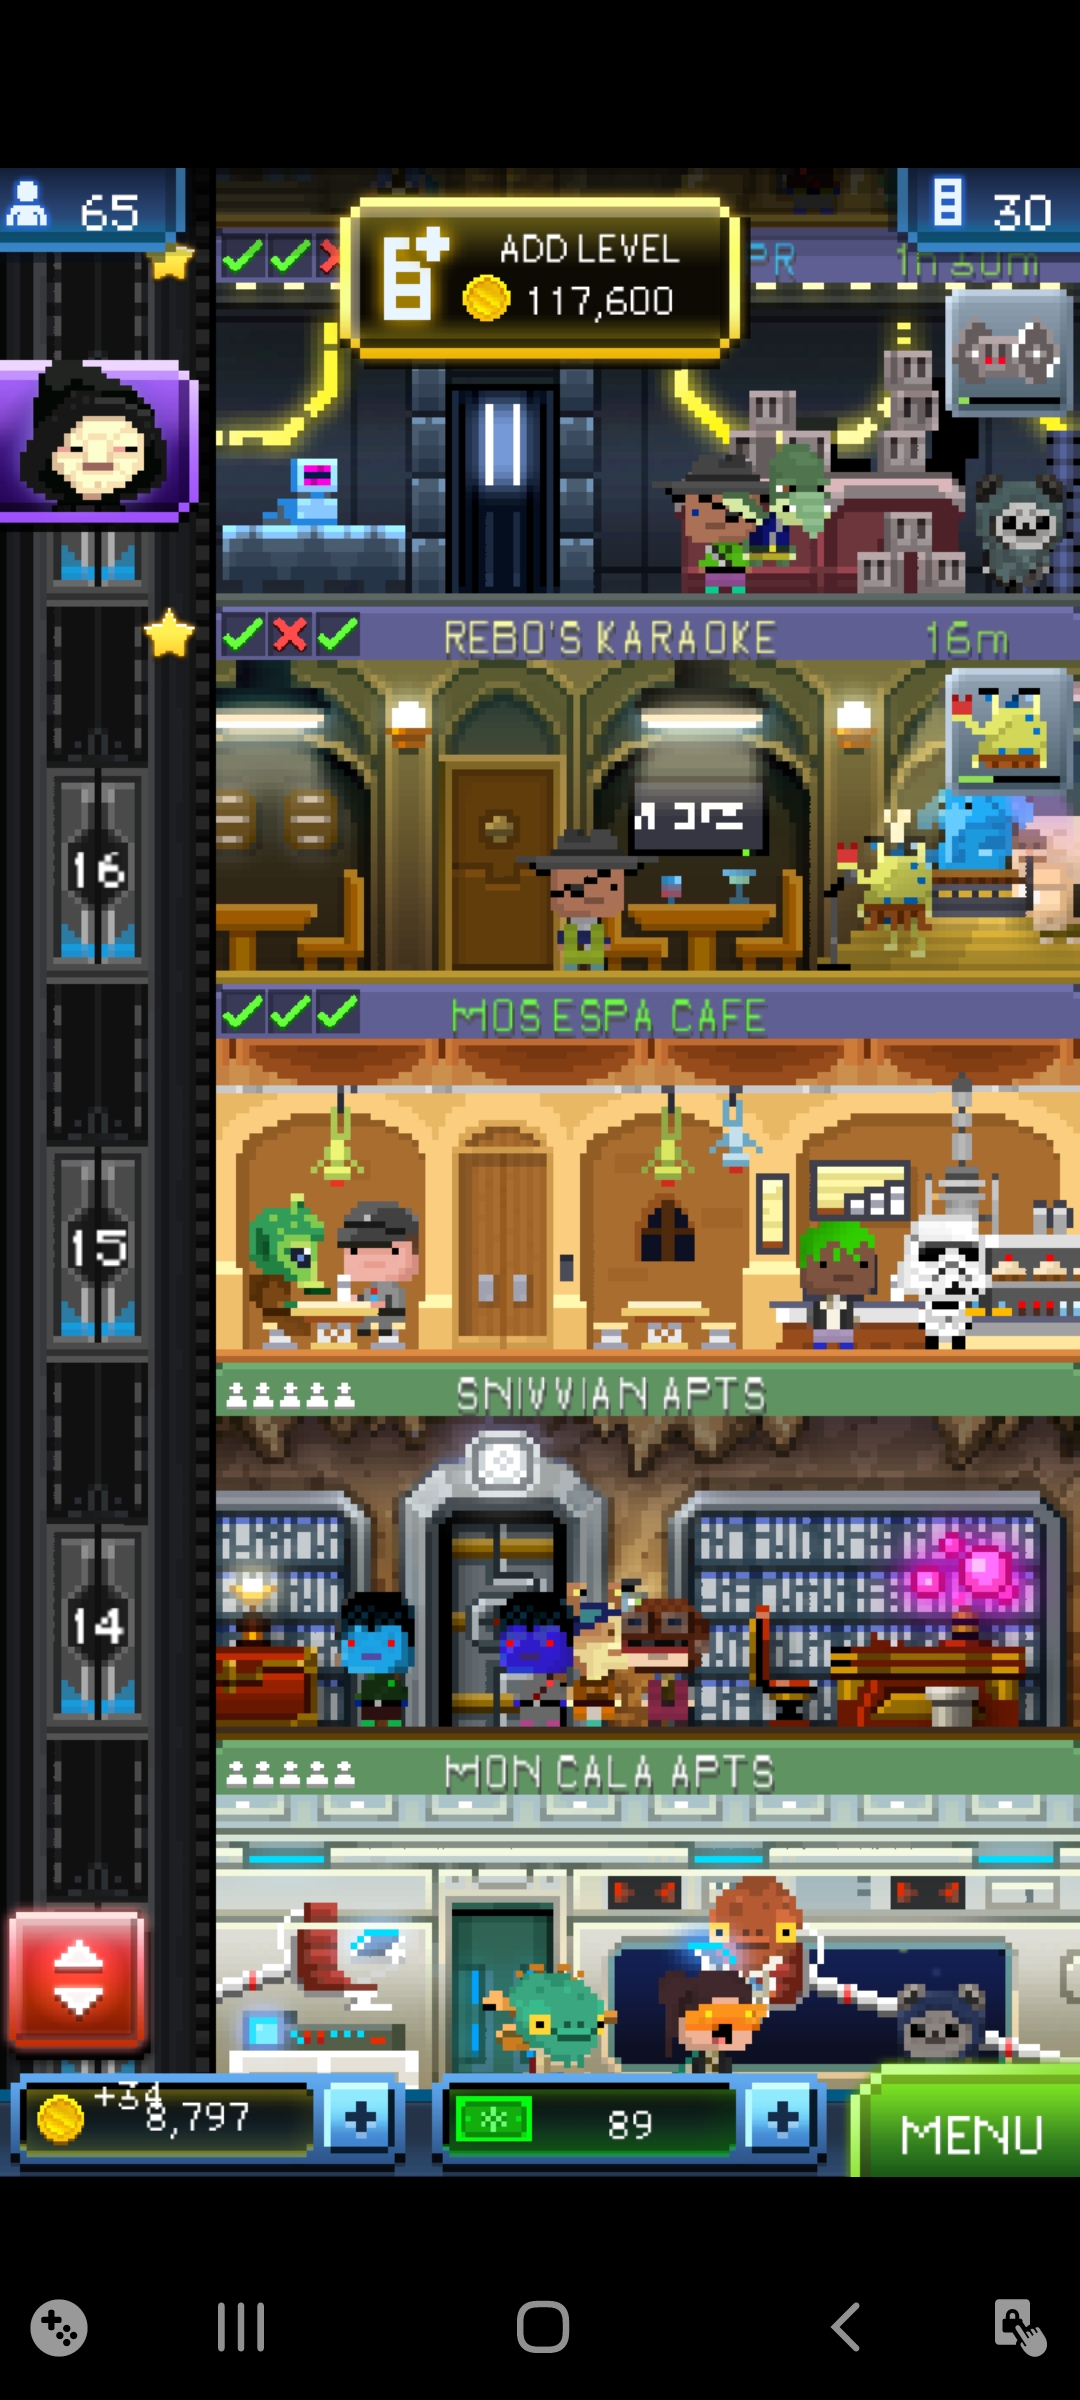 65
ADD LEVEL
117,600
30
PR
1h 30m
REBO'S KARAOKE
16m
16
MOS ESPA CAFE
15
SNIVVIAN APTS
14
MON CALA APTS
+34
8,797
89
MENU